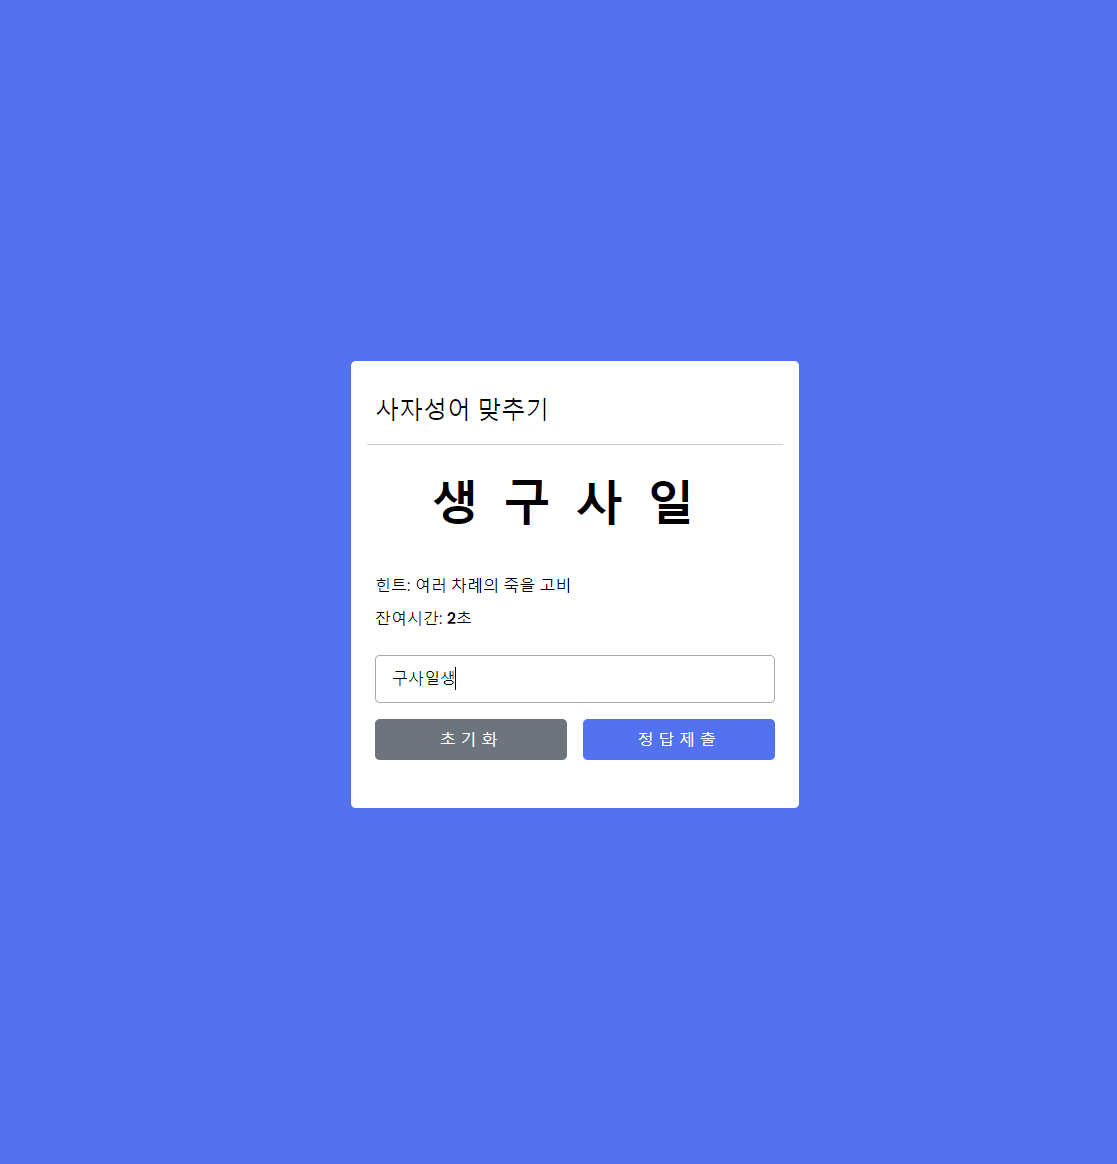 사자성어 맞추기
생 구 사 일
힌트: 여러 차례의 죽을 고비
잔여시간: 2초
구사일생
초 기 화 정 답 제 출